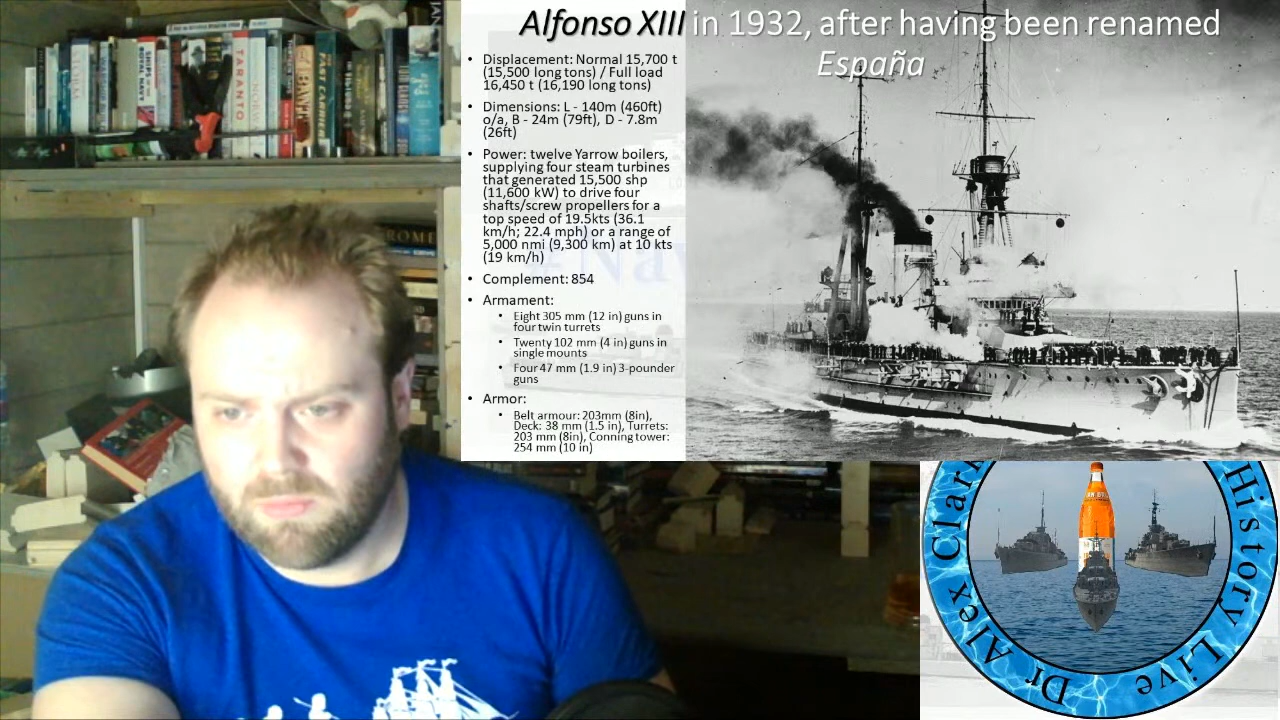 Alfonso XIII in 1932, after having been renamed
España
• Displacement: Normal 15,700 t
(15,500 long tons) / Full load
16,450 t (16,190 long tons)
• Dimensions: L - 140m (460ft)
o/a, B - 24m (79ft), D - 7.8m
(26ft)
• Power: twelve Yarrow boilers,
supplying four steam turbines
that generated 15,500 shp
(11,600 kW) to drive four
shafts/screw propellers for a
top speed of 19.5kts (36.1
km/h; 22.4 mph) or a range of
5,000 nmi (9,300 km) at 10 kts
(19 km/h)
• Complement: 854
• Armament:
• Eight 305 mm (12 in) guns in
four twin turrets
• Twenty 102 mm (4 in) guns in
single mounts
• Four 47 mm (1.9 in) 3-pounder
guns
• Armor:
• Belt armour: 203mm (8in),
Deck: 38 mm (1.5 in), Turrets:
203 mm (8in), Conning tower:
254 mm (10 in)
TARANTO
FAST CARRIER
ROME
Dr Alex Clark
History Live